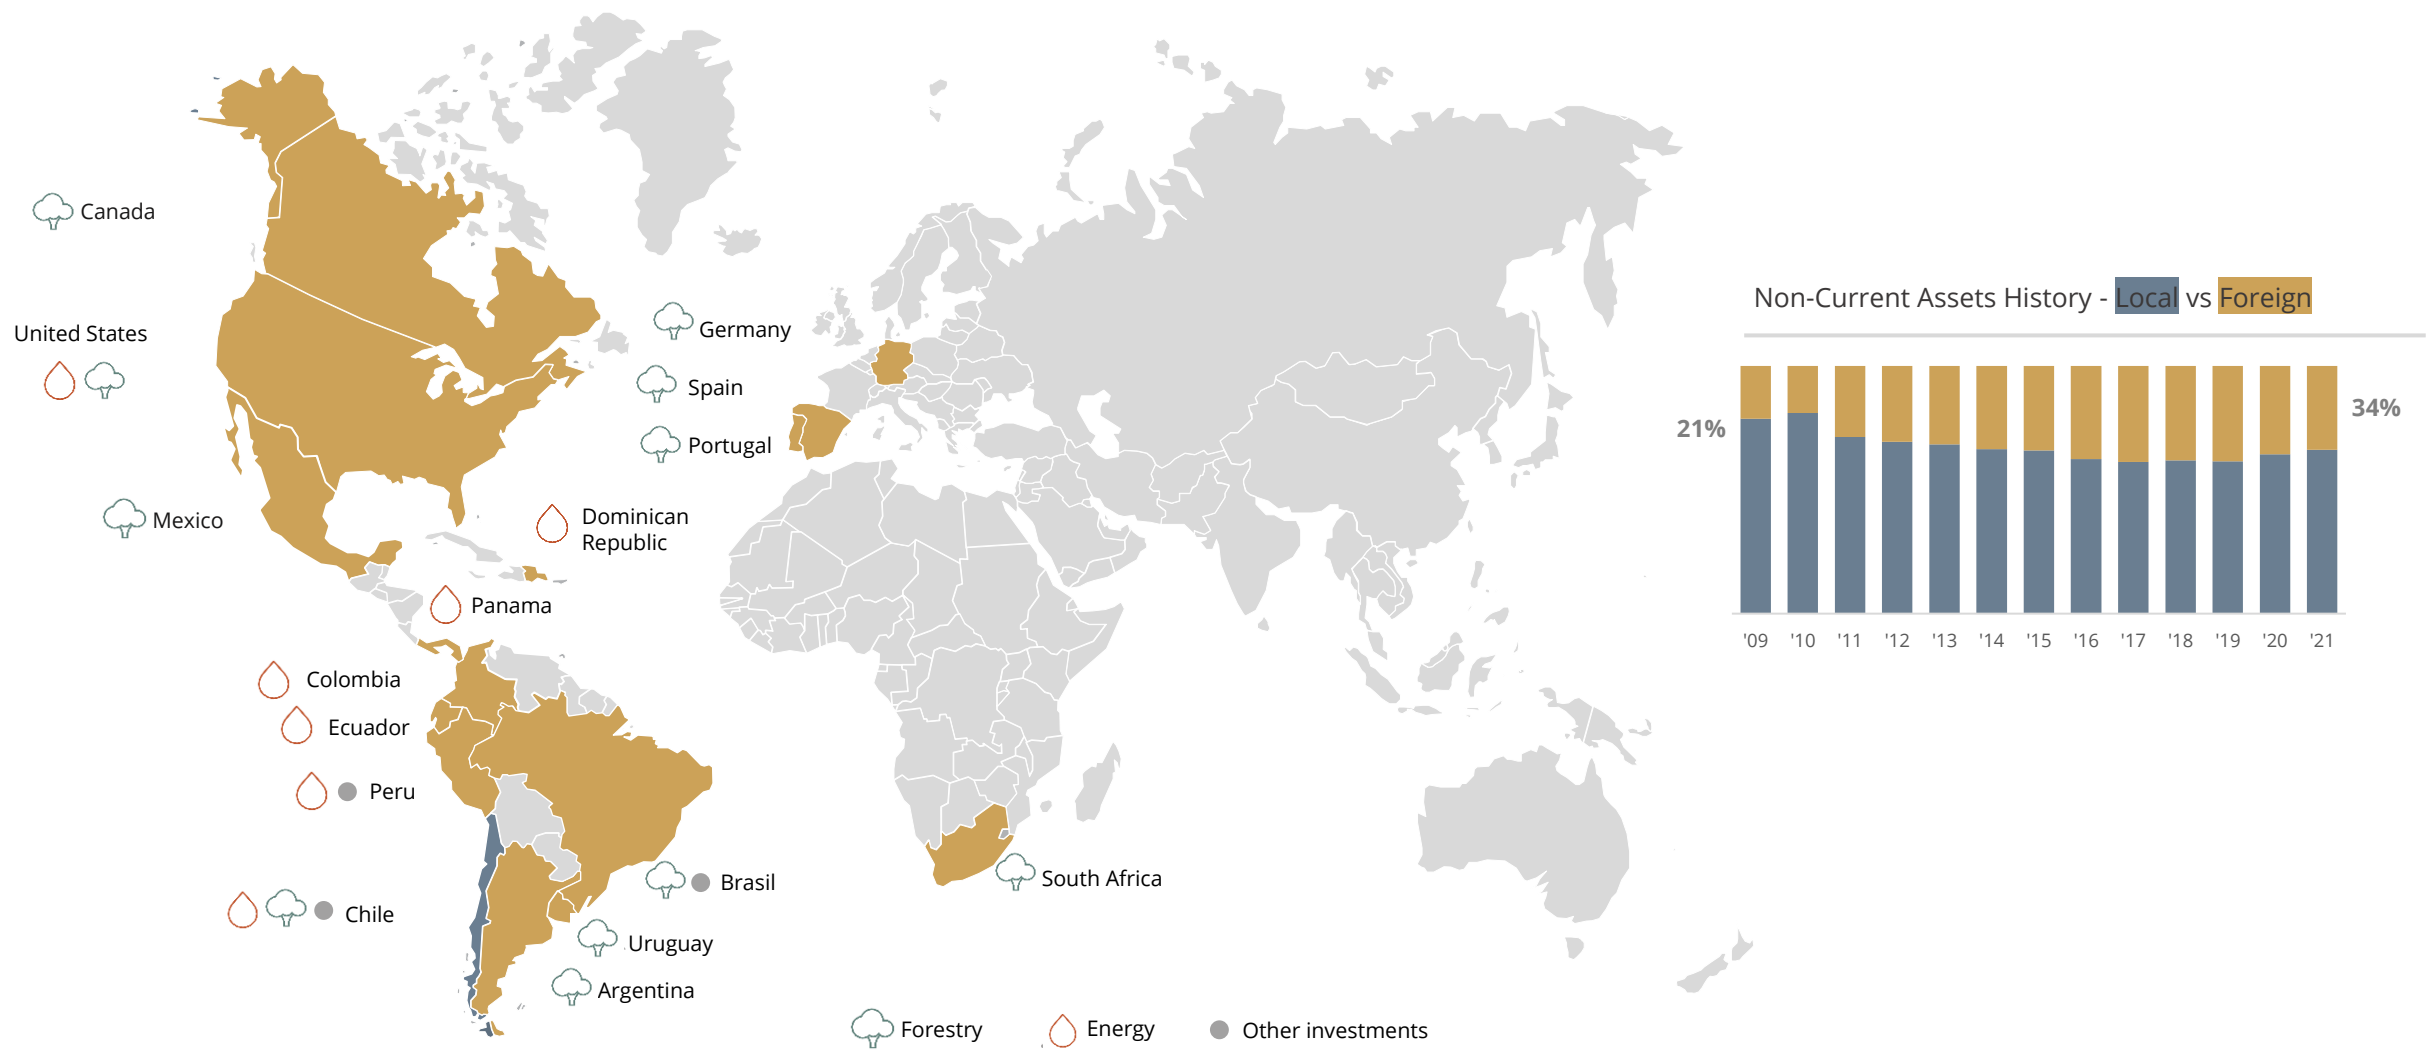 Canada
United States
Mexico
Germany
Spain
Portugal
Dominican
Republic
Panama
Colombia
Ecuador
Peru
Chile
Brasil
Uruguay
Argentina
South Africa
Forestry
Energy
Other investments
Non-Current Assets History - Local vs Foreign
21%
34%
'09 '10 '11 '12 '13 '14 '15 '16 '17 '18 '19 '20 '21